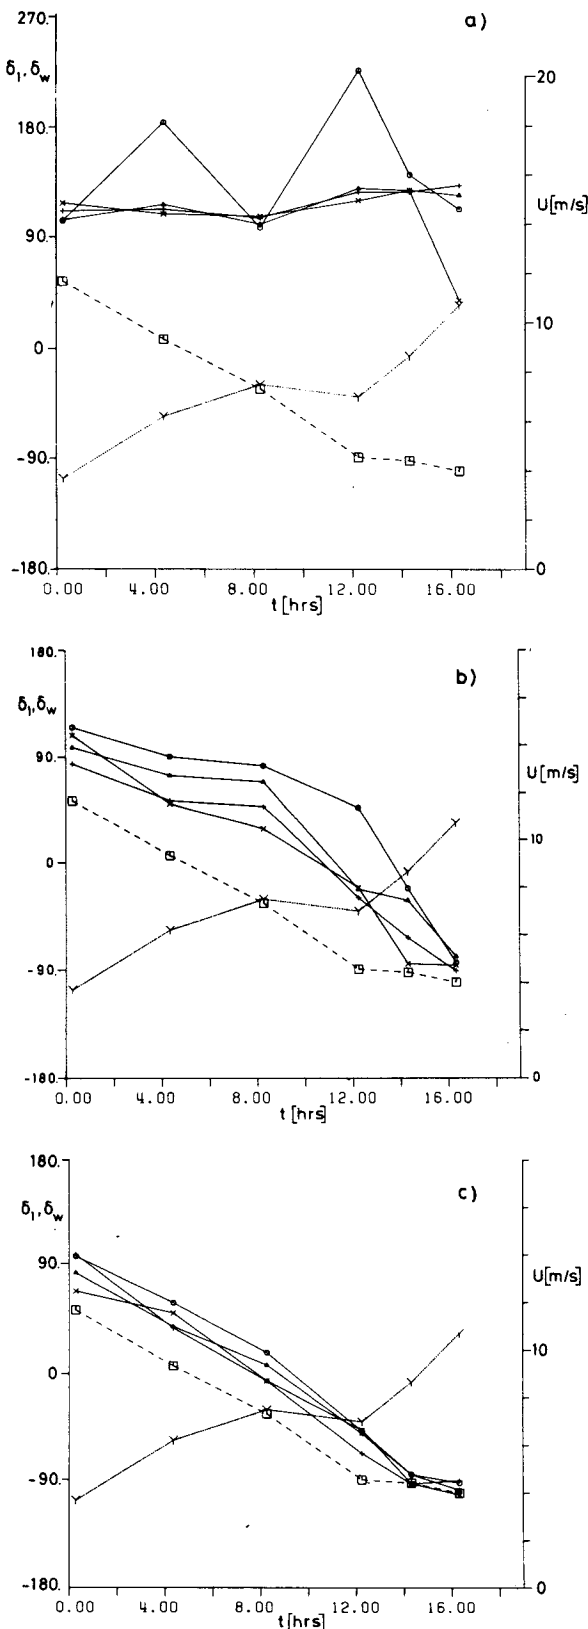 a)
270.
δ₁, δw
180.
90.
0
-90.
-180.
20
U[m/s]
10
0
0.00 4.00 8.00 12.00 16.00
t [hrs]
b)
180.
δ₁, δw
90.
0
-90.
-180.
U[m/s]
10
0
0.00 4.00 8.00 12.00 16.00
t [hrs]
c)
180.
δ₁, δw
90.
0
-90.
-180.
U[m/s]
10
0
0.00 4.00 8.00 12.00 16.00
t[hrs]